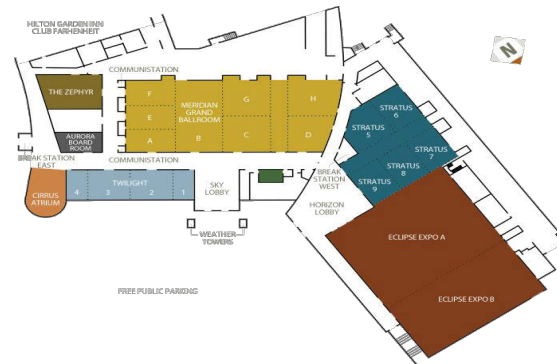 HILTON GARDEN INN
CLUB FARHENHEIT
N
COMMUNISTATION
THE ZEPHYR
F
MERIDIAN
GRAND
BALLROOM
G
H
E
A
B
C
D
AURORA
BOARD
ROOM
BREAK STATION
EAST
COMMUNISTATION
CIRRUS
ATRIUM
TWILIGHT
4
3
2
1
SKY
LOBBY
BREAK
STATION
WEST
HORIZON
LOBBY
STRATUS
5
STRATUS
6
STRATUS
7
STRATUS
8
STRATUS
9
WEATHER
TOWERS
FREE PUBLIC PARKING
ECLIPSE EXPO A
ECLIPSE EXPO B